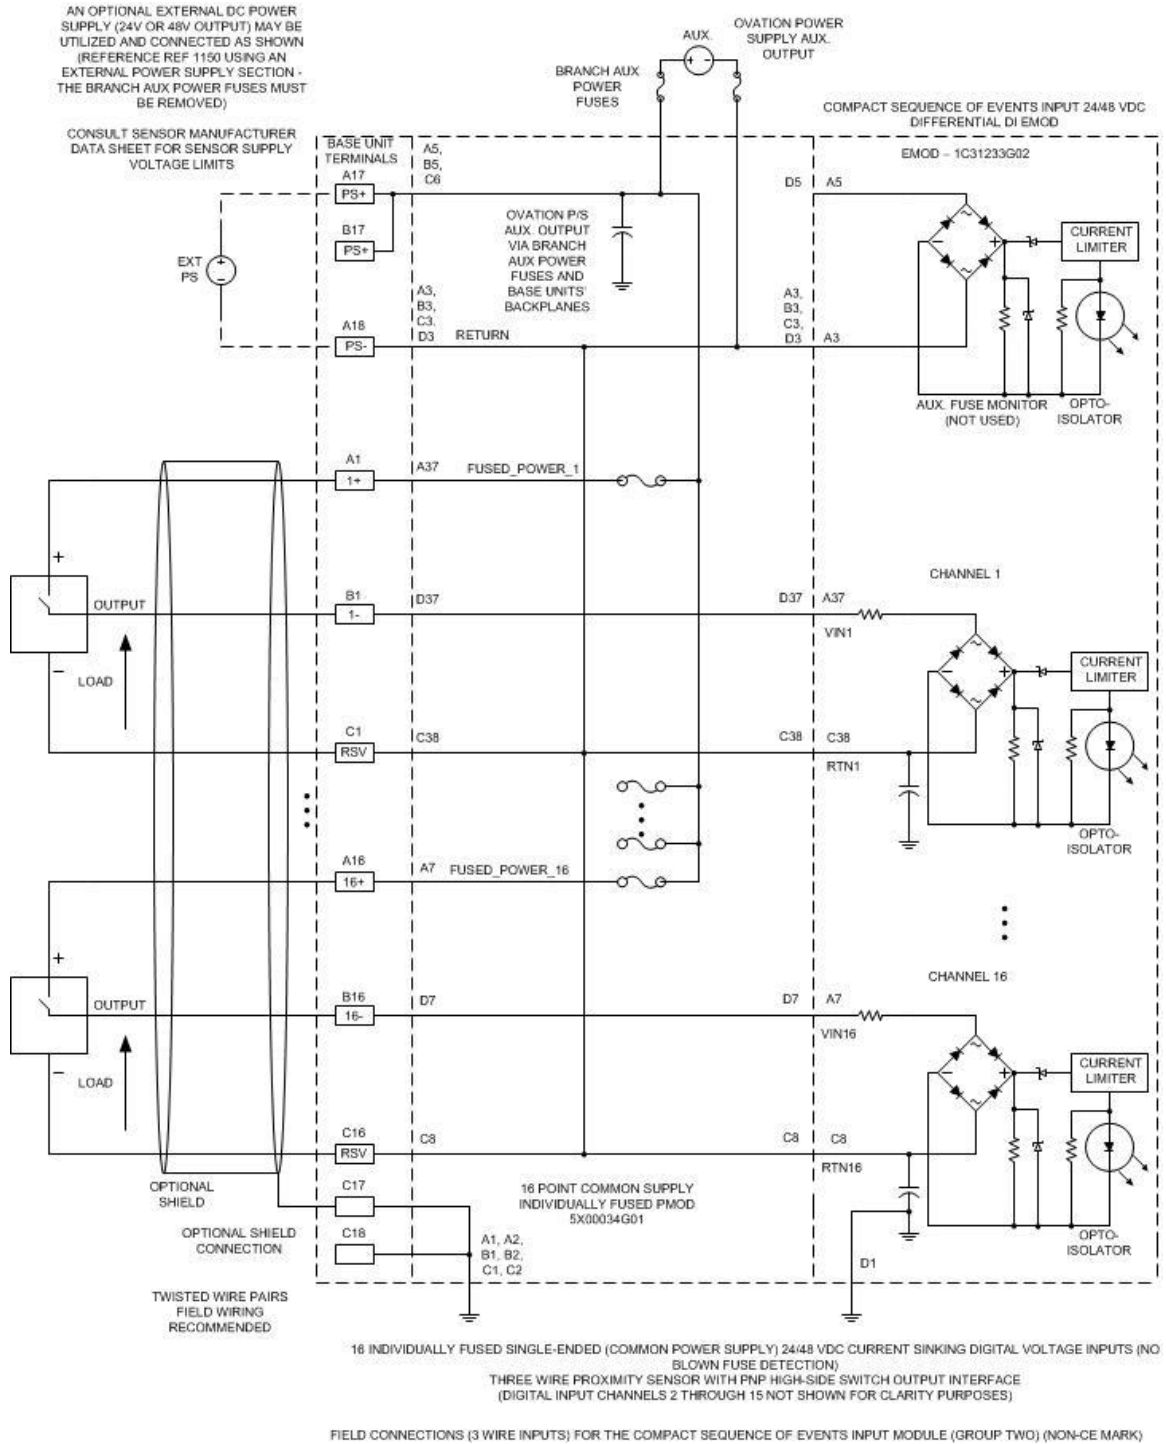 AN OPTIONAL EXTERNAL DC POWER
SUPPLY (24V OR 48V OUTPUT) MAY BE
UTILIZED AND CONNECTED AS SHOWN
(REFERENCE REF 1150 USING AN
EXTERNAL POWER SUPPLY SECTION -
THE BRANCH AUX POWER FUSES MUST
BE REMOVED)
CONSULT SENSOR MANUFACTURER
DATA SHEET FOR SENSOR SUPPLY
VOLTAGE LIMITS
OVATION POWER
SUPPLY AUX.
OUTPUT
AUX.
+ -
BRANCH AUX
POWER
FUSES
COMPACT SEQUENCE OF EVENTS INPUT 24/48 VDC
DIFFERENTIAL DI EMOD
BASE UNIT
TERMINALS
EMOD – 1C31233G02
A17
PS+
A5,
B5,
C6
D5
A5
B17
PS+
OVATION P/S
AUX. OUTPUT
VIA BRANCH
AUX POWER
FUSES AND
BASE UNITS'
BACKPLANES
CURRENT
LIMITER
~
- +
~
EXT
PS
+
-
A18
PS-
A3,
B3,
C3,
D3
RETURN
A3,
B3,
C3,
D3
A3
AUX. FUSE MONITOR
(NOT USED)
OPTO-
ISOLATOR
A1
1+
A37
FUSED_POWER_1
+
CHANNEL 1
OUTPUT
B1
1-
D37
D37
A37
VIN1
~
- +
~
CURRENT
LIMITER
-
LOAD
C1
RSV
C38
C38
C38
RTN1
OPTO-
ISOLATOR
A16
16+
A7
FUSED_POWER_16
+
CHANNEL 16
OUTPUT
B16
16-
D7
D7
A7
VIN16
~
- +
~
CURRENT
LIMITER
-
LOAD
C16
RSV
C8
C8
C8
RTN16
OPTO-
ISOLATOR
OPTIONAL
SHIELD
C17
16 POINT COMMON SUPPLY
INDIVIDUALLY FUSED PMOD
5X00034G01
OPTIONAL SHIELD
CONNECTION
C18
A1, A2,
B1, B2,
C1, C2
D1
TWISTED WIRE PAIRS
FIELD WIRING
RECOMMENDED
16 INDIVIDUALLY FUSED SINGLE-ENDED (COMMON POWER SUPPLY) 24/48 VDC CURRENT SINKING DIGITAL VOLTAGE INPUTS (NO
BLOWN FUSE DETECTION)
THREE WIRE PROXIMITY SENSOR WITH PNP HIGH-SIDE SWITCH OUTPUT INTERFACE
(DIGITAL INPUT CHANNELS 2 THROUGH 15 NOT SHOWN FOR CLARITY PURPOSES)
FIELD CONNECTIONS (3 WIRE INPUTS) FOR THE COMPACT SEQUENCE OF EVENTS INPUT MODULE (GROUP TWO) (NON-CE MARK)